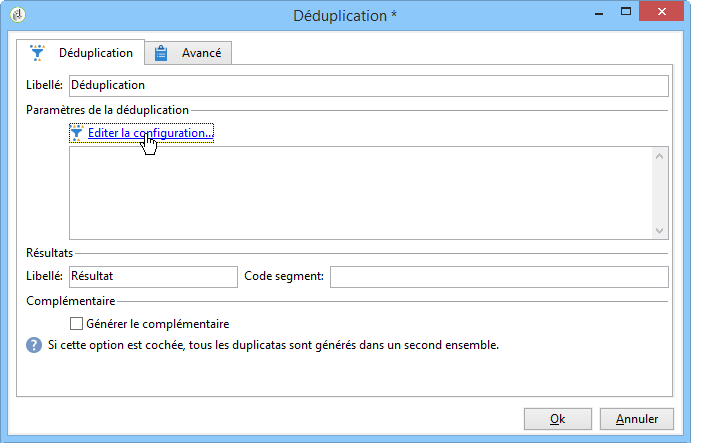 Déduplication *
Déduplication
Avancé
Libellé: Déduplication
Paramètres de la déduplication
Editer la configuration...
Résultats
Libellé: Résultat Code segment:
Complémentaire
Générer le complémentaire
? Si cette option est cochée, tous les duplicatas sont générés dans un second ensemble.
Ok Annuler